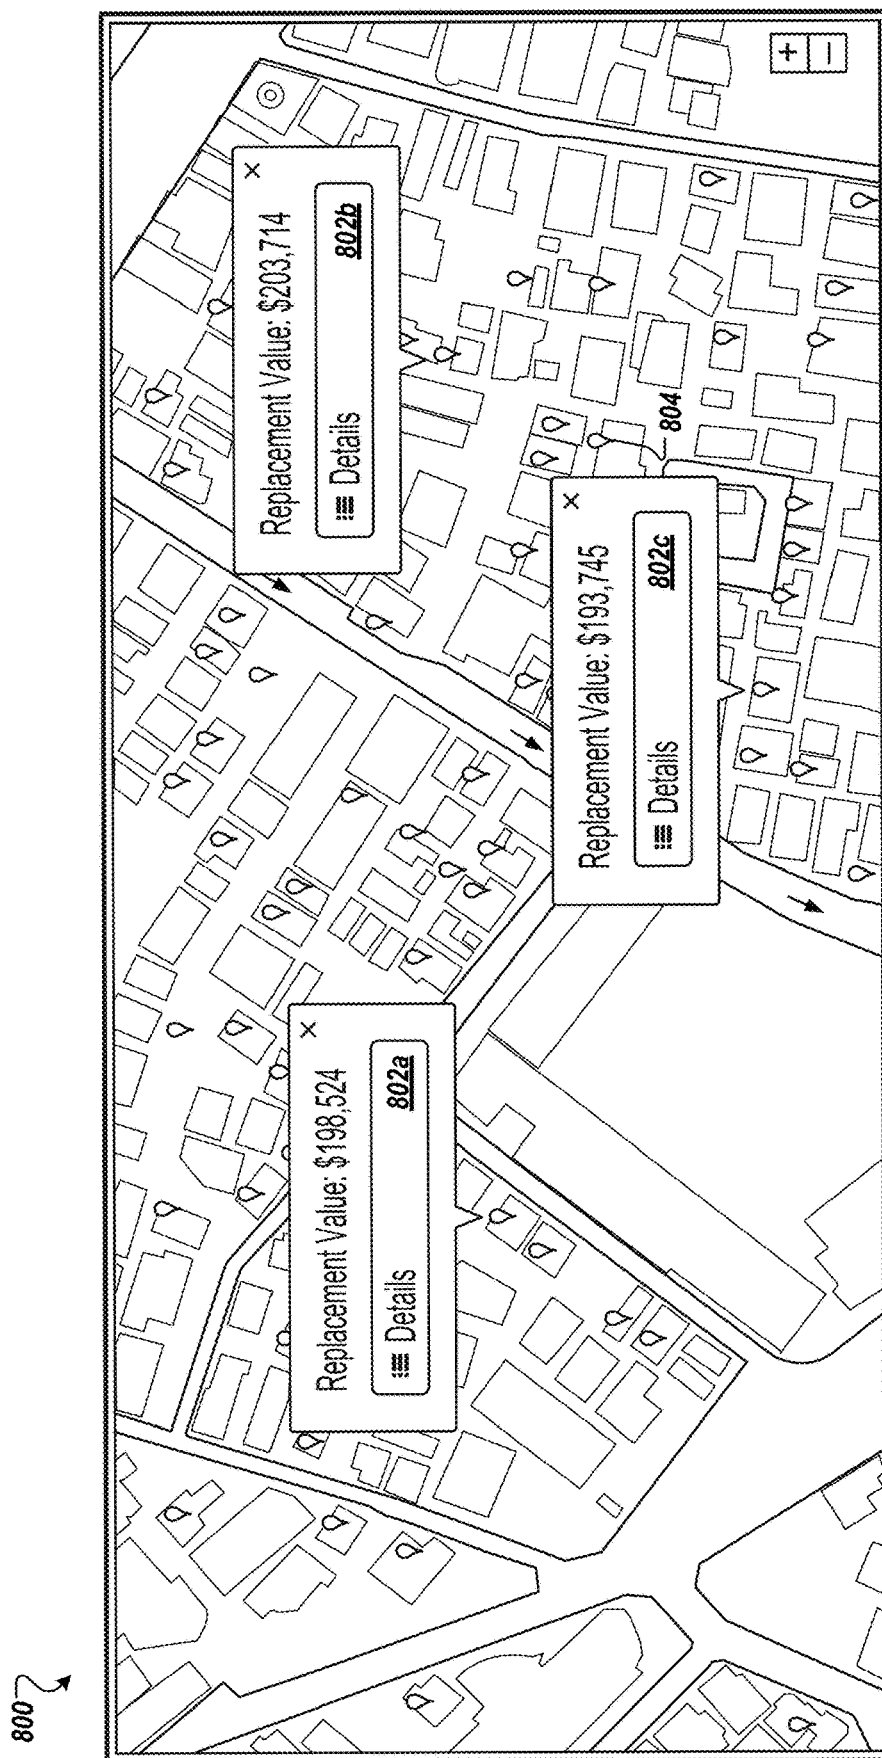 800
+
−
Replacement Value: $198,524
×
Details
802a
Replacement Value: $203,714
×
Details
802b
Replacement Value: $193,745
×
Details
802c
804